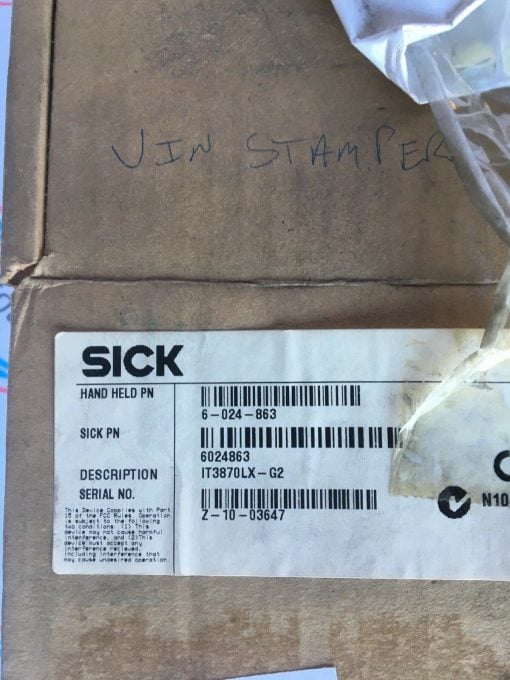 VIN STAMPER
SICK
HAND HELD PN
6-024-863
SICK PN
6024863
DESCRIPTION IT3870LX-G2
SERIAL NO.
Z-10-03647
N10
This Device Complies with Part
15 of the FCC Rules. Operation
is subject to the following
two conditions. (1) This
device may not cause harmful
interference, and (2)This
device must accept any
interference recieved,
including interference that
may cause undesired operation